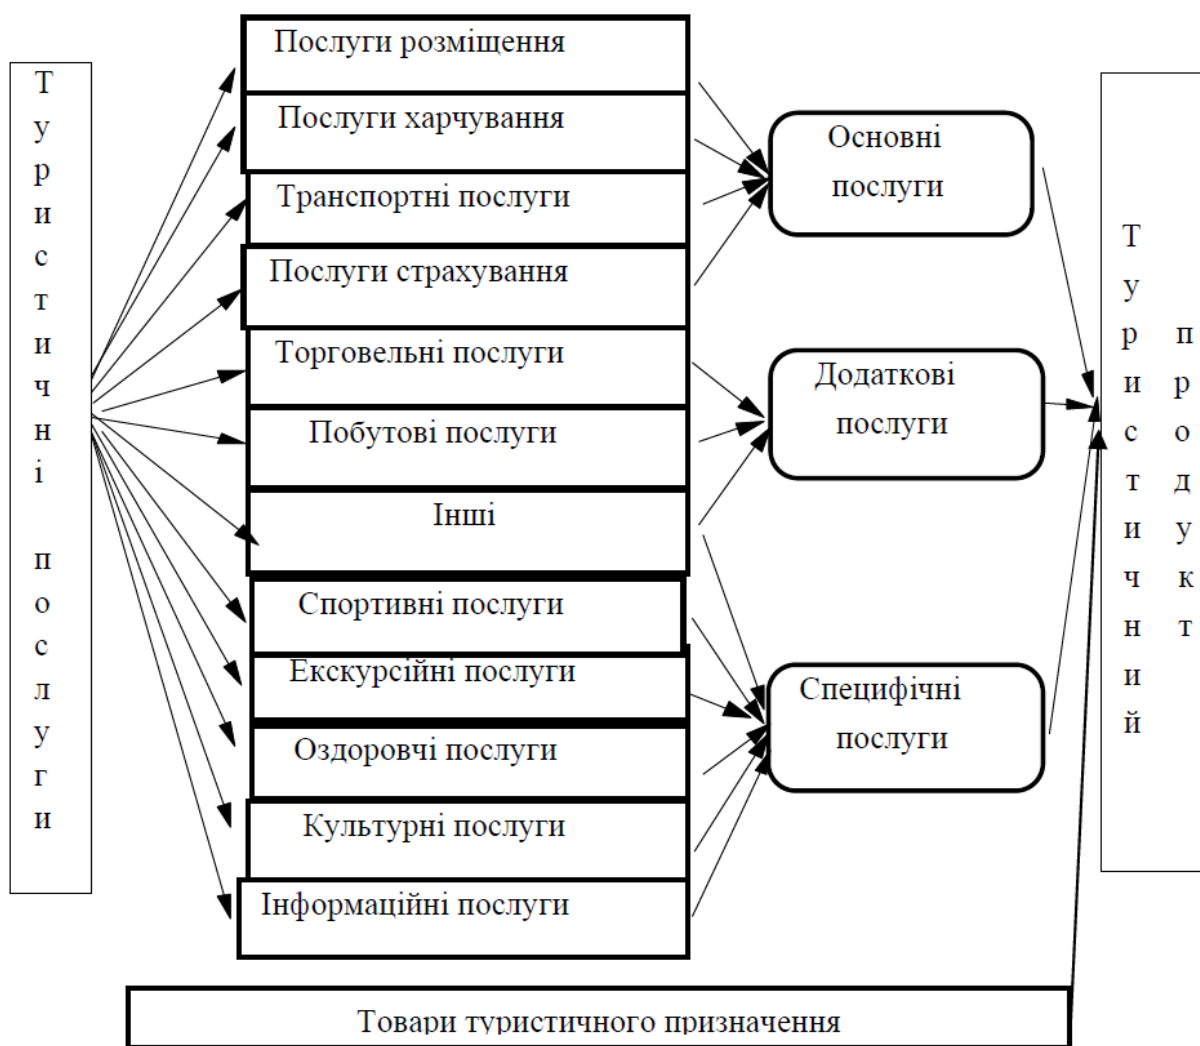 Туристичні послуги
Послуги розміщення
Послуги харчування
Транспортні послуги
Послуги страхування
Торговельні послуги
Побутові послуги
Інші
Спортивні послуги
Екскурсійні послуги
Оздоровчі послуги
Культурні послуги
Інформаційні послуги
Основні
послуги
Додаткові
послуги
Специфічні
послуги
Туристичний
продукт
Товари туристичного призначення